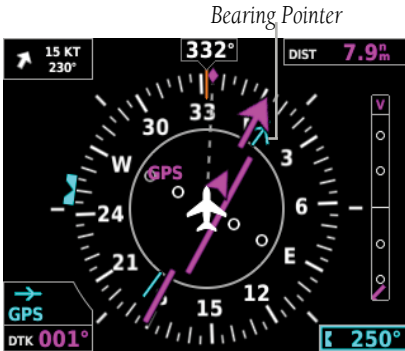 Bearing Pointer
15 KT
230°
332°
DIST 7.9nm
33
30
3
W
GPS
V
24
6
21
E
12
15
GPS
DTK 001°
250°